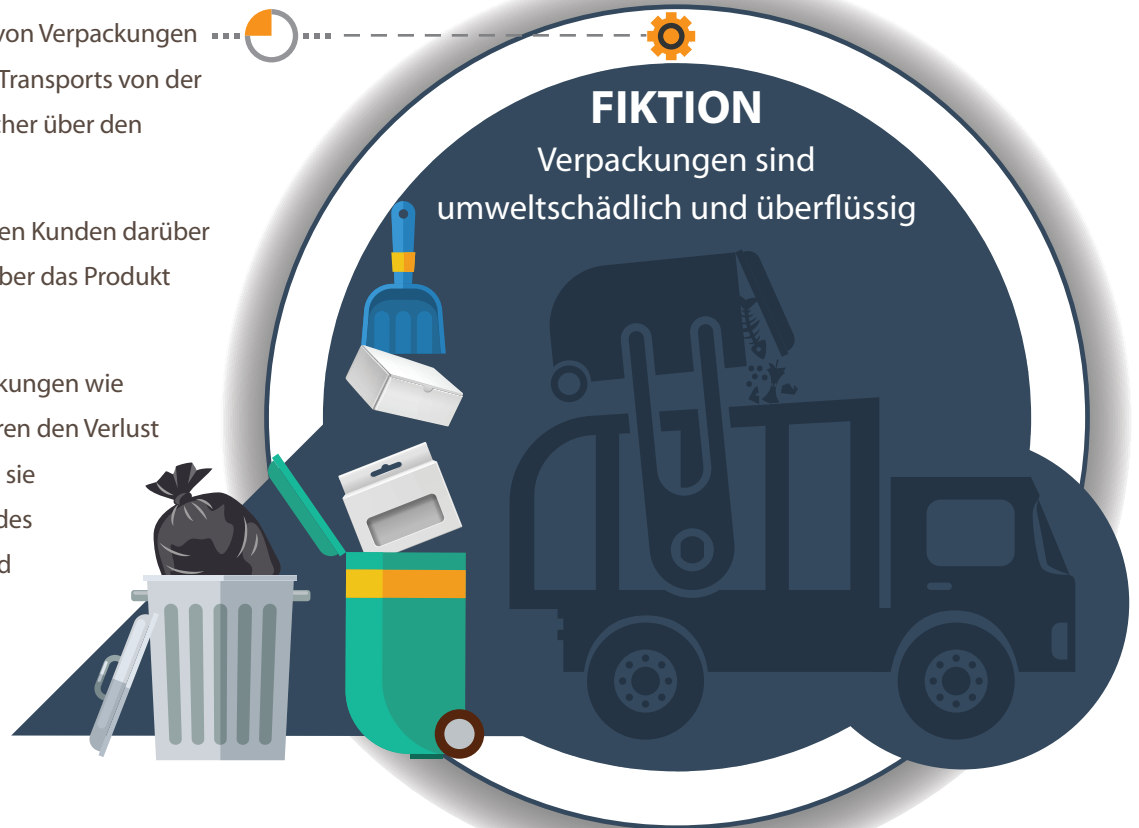 von Verpackungen
Transports von der
cher über den
en Kunden darüber
ber das Produkt
kungen wie
ren den Verlust
sie
des
d
FIKTION
Verpackungen sind
umweltschädlich und überflüssig